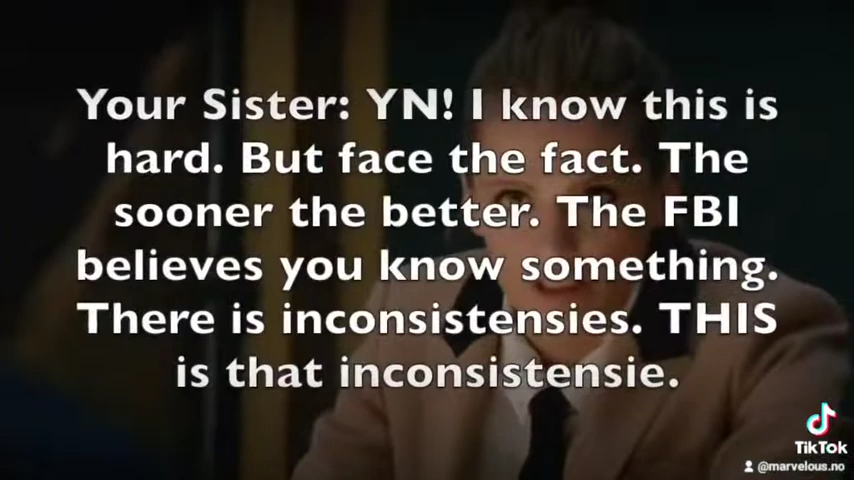 Your Sister: YN! I know this is
hard. But face the fact. The
sooner the better. The FBI
believes you know something.
There is inconsistensies. THIS
is that inconsistensie.
TikTok
@marvelous.no